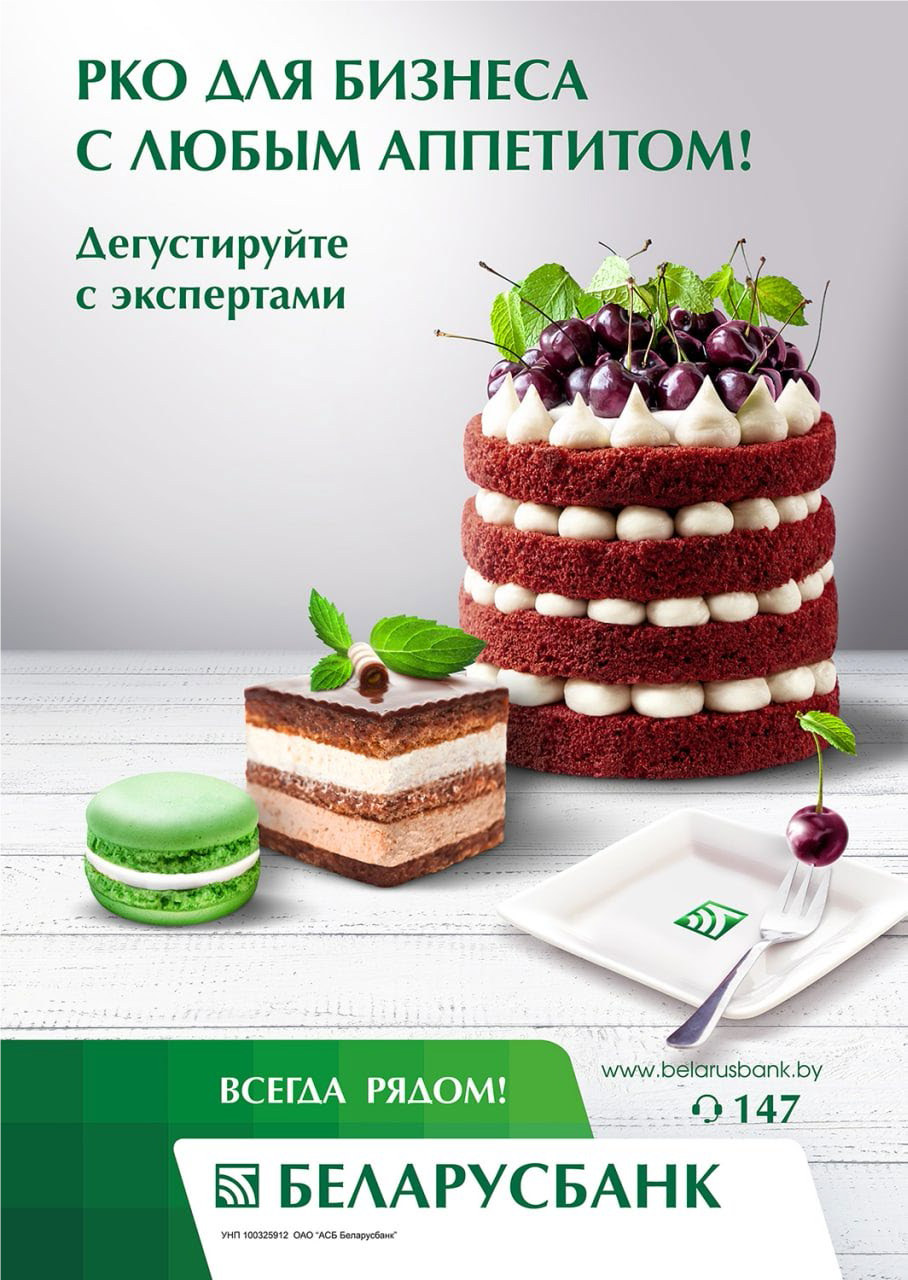 РКО ДЛЯ БИЗНЕСА
С ЛЮБЫМ АППЕТИТОМ!
Дегустируйте
с экспертами
www.belarusbank.by
147
ВСЕГДА РЯДОМ!
БЕЛАРУСБАНК
УНП 100325912 ОАО "АСБ Беларусбанк"